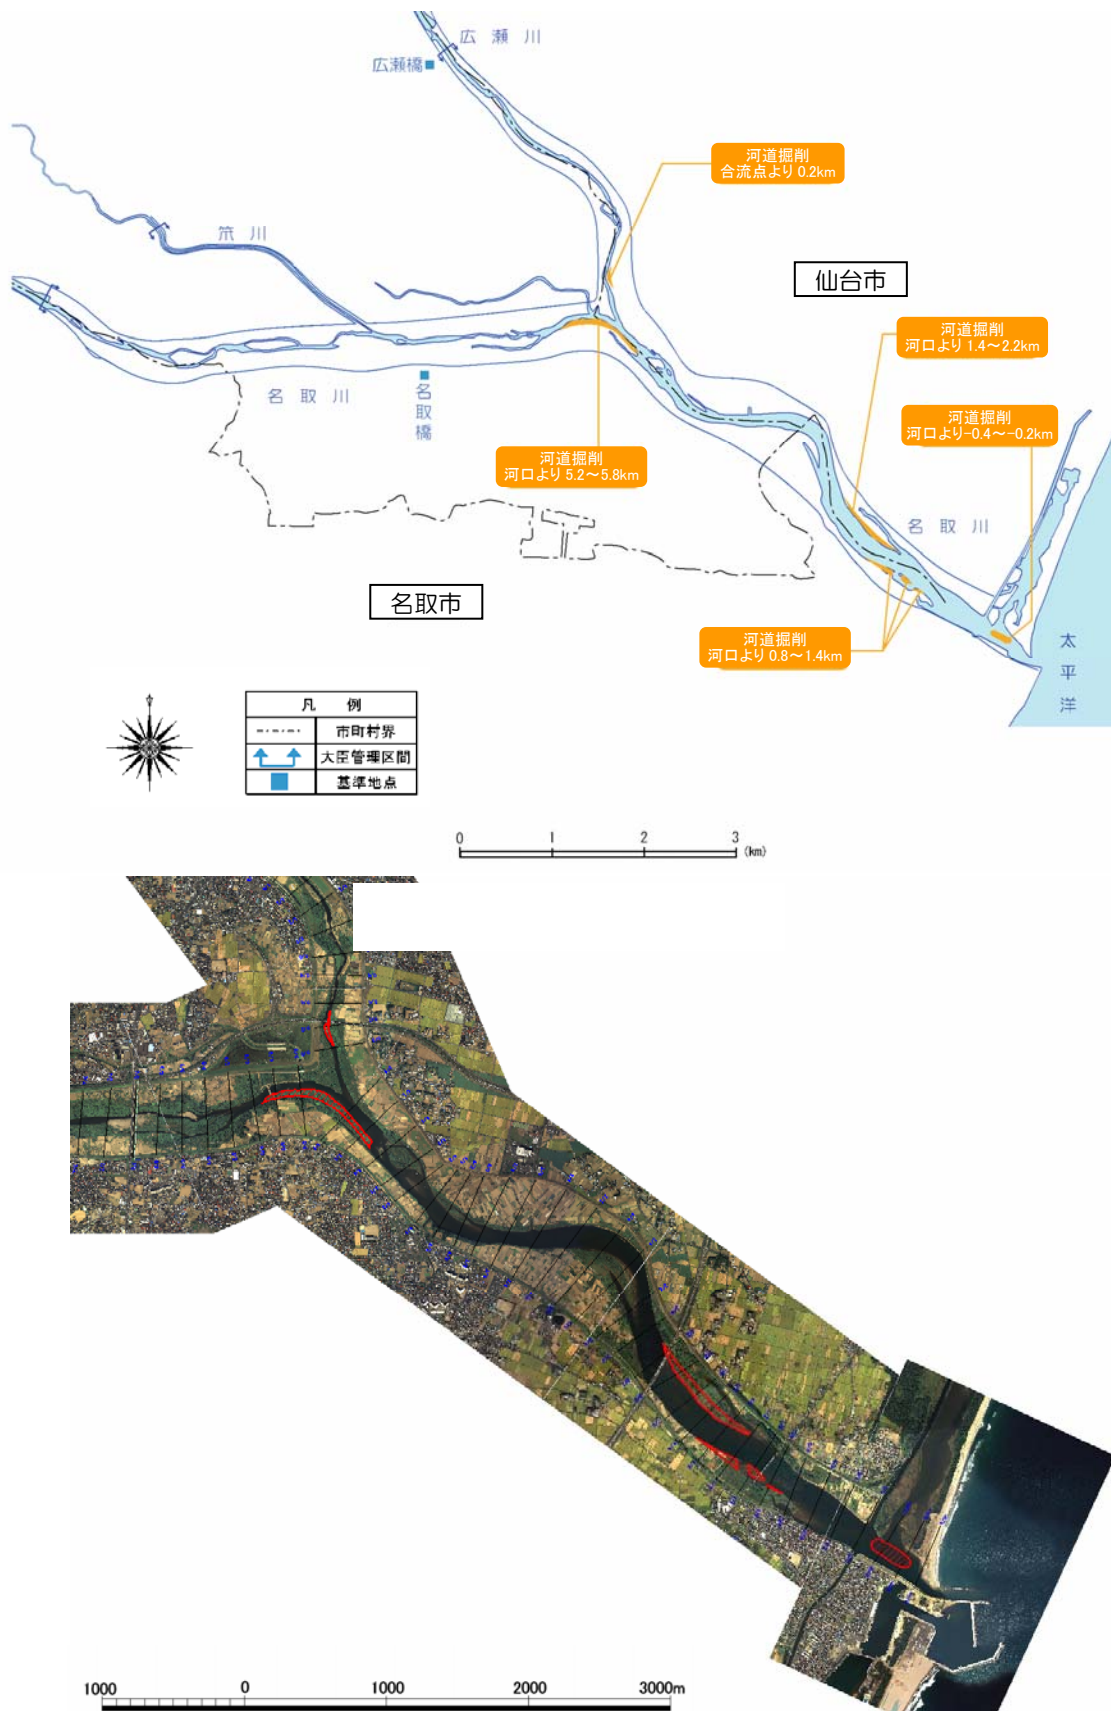 広瀬川
広瀬橋
河道掘削
合流点より 0.2km
笊川
仙台市
河道掘削
河口より 1.4～2.2km
名取川
名取橋
河道掘削
河口より-0.4～-0.2km
河道掘削
河口より 5.2～5.8km
名取川
名取市
河道掘削
河口より 0.8～1.4km
太平洋
凡 例
市町村界
大臣管理区間
基準地点
0 1 2 3
(km)
1000 0 1000 2000 3000m